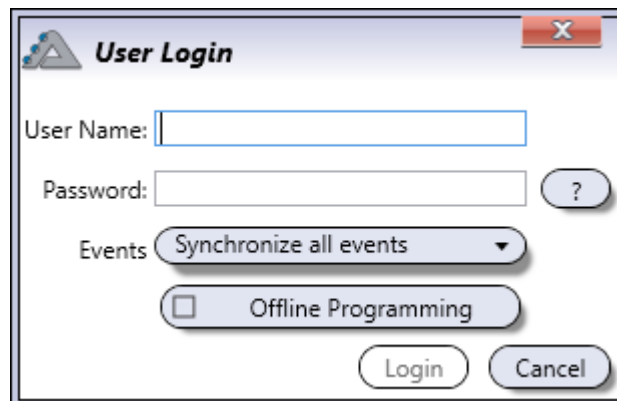 User Login
X
User Name:
Password:
?
Events Synchronize all events
Offline Programming
Login Cancel